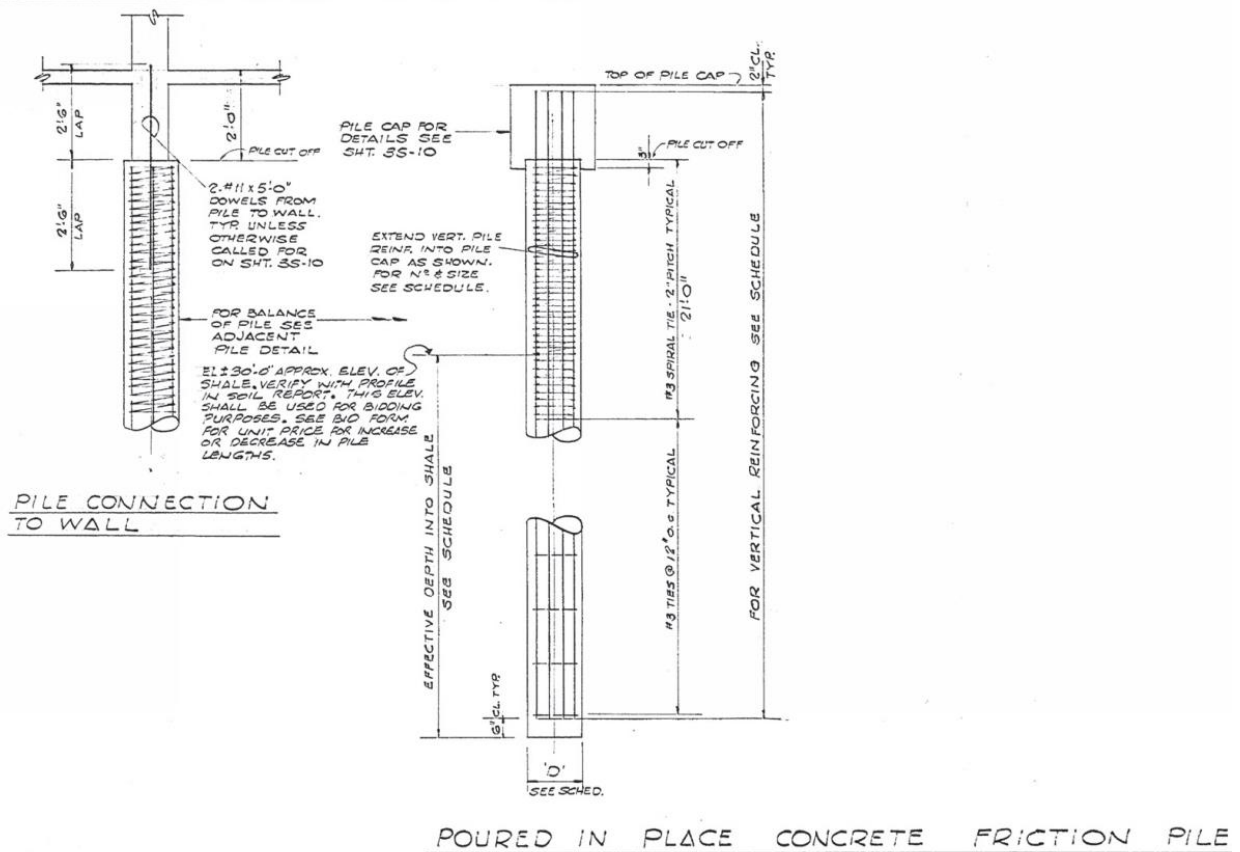 2'-6"
LAP
2'-0"
PILE CUT OFF
2'-6"
LAP
2-#11 x 5'-0"
DOWELS FROM
PILE TO WALL.
TYP. UNLESS
OTHERWISE
CALLED FOR
ON SHT. 3S-10
FOR BALANCE
OF PILE SEE
ADJACENT
PILE DETAIL
EL±30'-0" APPROX. ELEV. OF
SHALE. VERIFY WITH PROFILE
IN SOIL REPORT. THIS ELEV.
SHALL BE USED FOR BIDDING
PURPOSES. SEE BID FORM
FOR UNIT PRICE FOR INCREASE
OR DECREASE IN PILE
LENGTHS.
PILE CONNECTION
TO WALL
TOP OF PILE CAP
2" CL.
TYP.
PILE CAP FOR
DETAILS SEE
SHT. 3S-10
3"
PILE CUT OFF
EXTEND VERT. PILE
REINF. INTO PILE
CAP AS SHOWN.
FOR Nº & SIZE
SEE SCHEDULE.
#3 SPIRAL TIE - 2" PITCH TYPICAL
21'-0"
FOR VERTICAL REINFORCING SEE SCHEDULE
EFFECTIVE DEPTH INTO SHALE
SEE SCHEDULE
#3 TIES @ 12" o.c. TYPICAL
6" CL. TYP.
'D'
SEE SCHED.
POURED IN PLACE CONCRETE FRICTION PILE